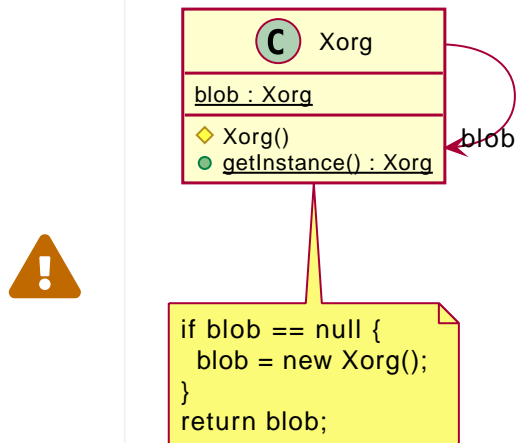 C Xorg
blob : Xorg
Xorg()
blob
getInstance() : Xorg
if blob == null {
blob = new Xorg();
}
return blob;